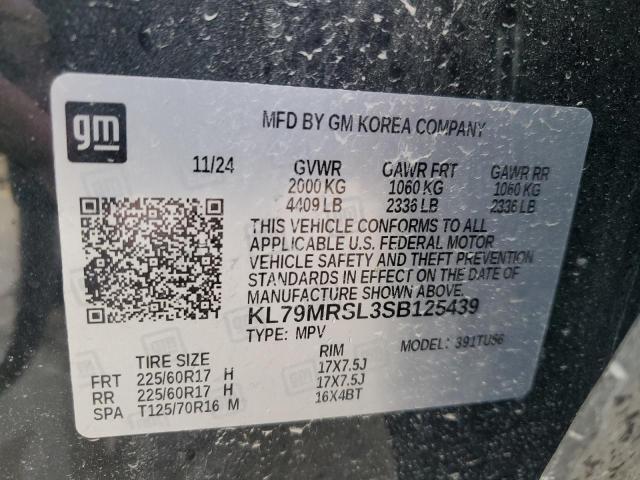 gm
MFD BY GM KOREA COMPANY
11/24 GVWR GAWR FRT GAWR RR
2000 KG 1060 KG 1060 KG
4409 LB 2336 LB 2336 LB
THIS VEHICLE CONFORMS TO ALL
APPLICABLE U.S. FEDERAL MOTOR
VEHICLE SAFETY AND THEFT PREVENTION
STANDARDS IN EFFECT ON THE DATE OF
MANUFACTURE SHOWN ABOVE.
KL79MRSL3SB125439
TYPE: MPV MODEL: 391TUS6
TIRE SIZE RIM
FRT 225/60R17 H 17X7.5J
RR 225/60R17 H 17X7.5J
SPA T125/70R16 M 16X4BT